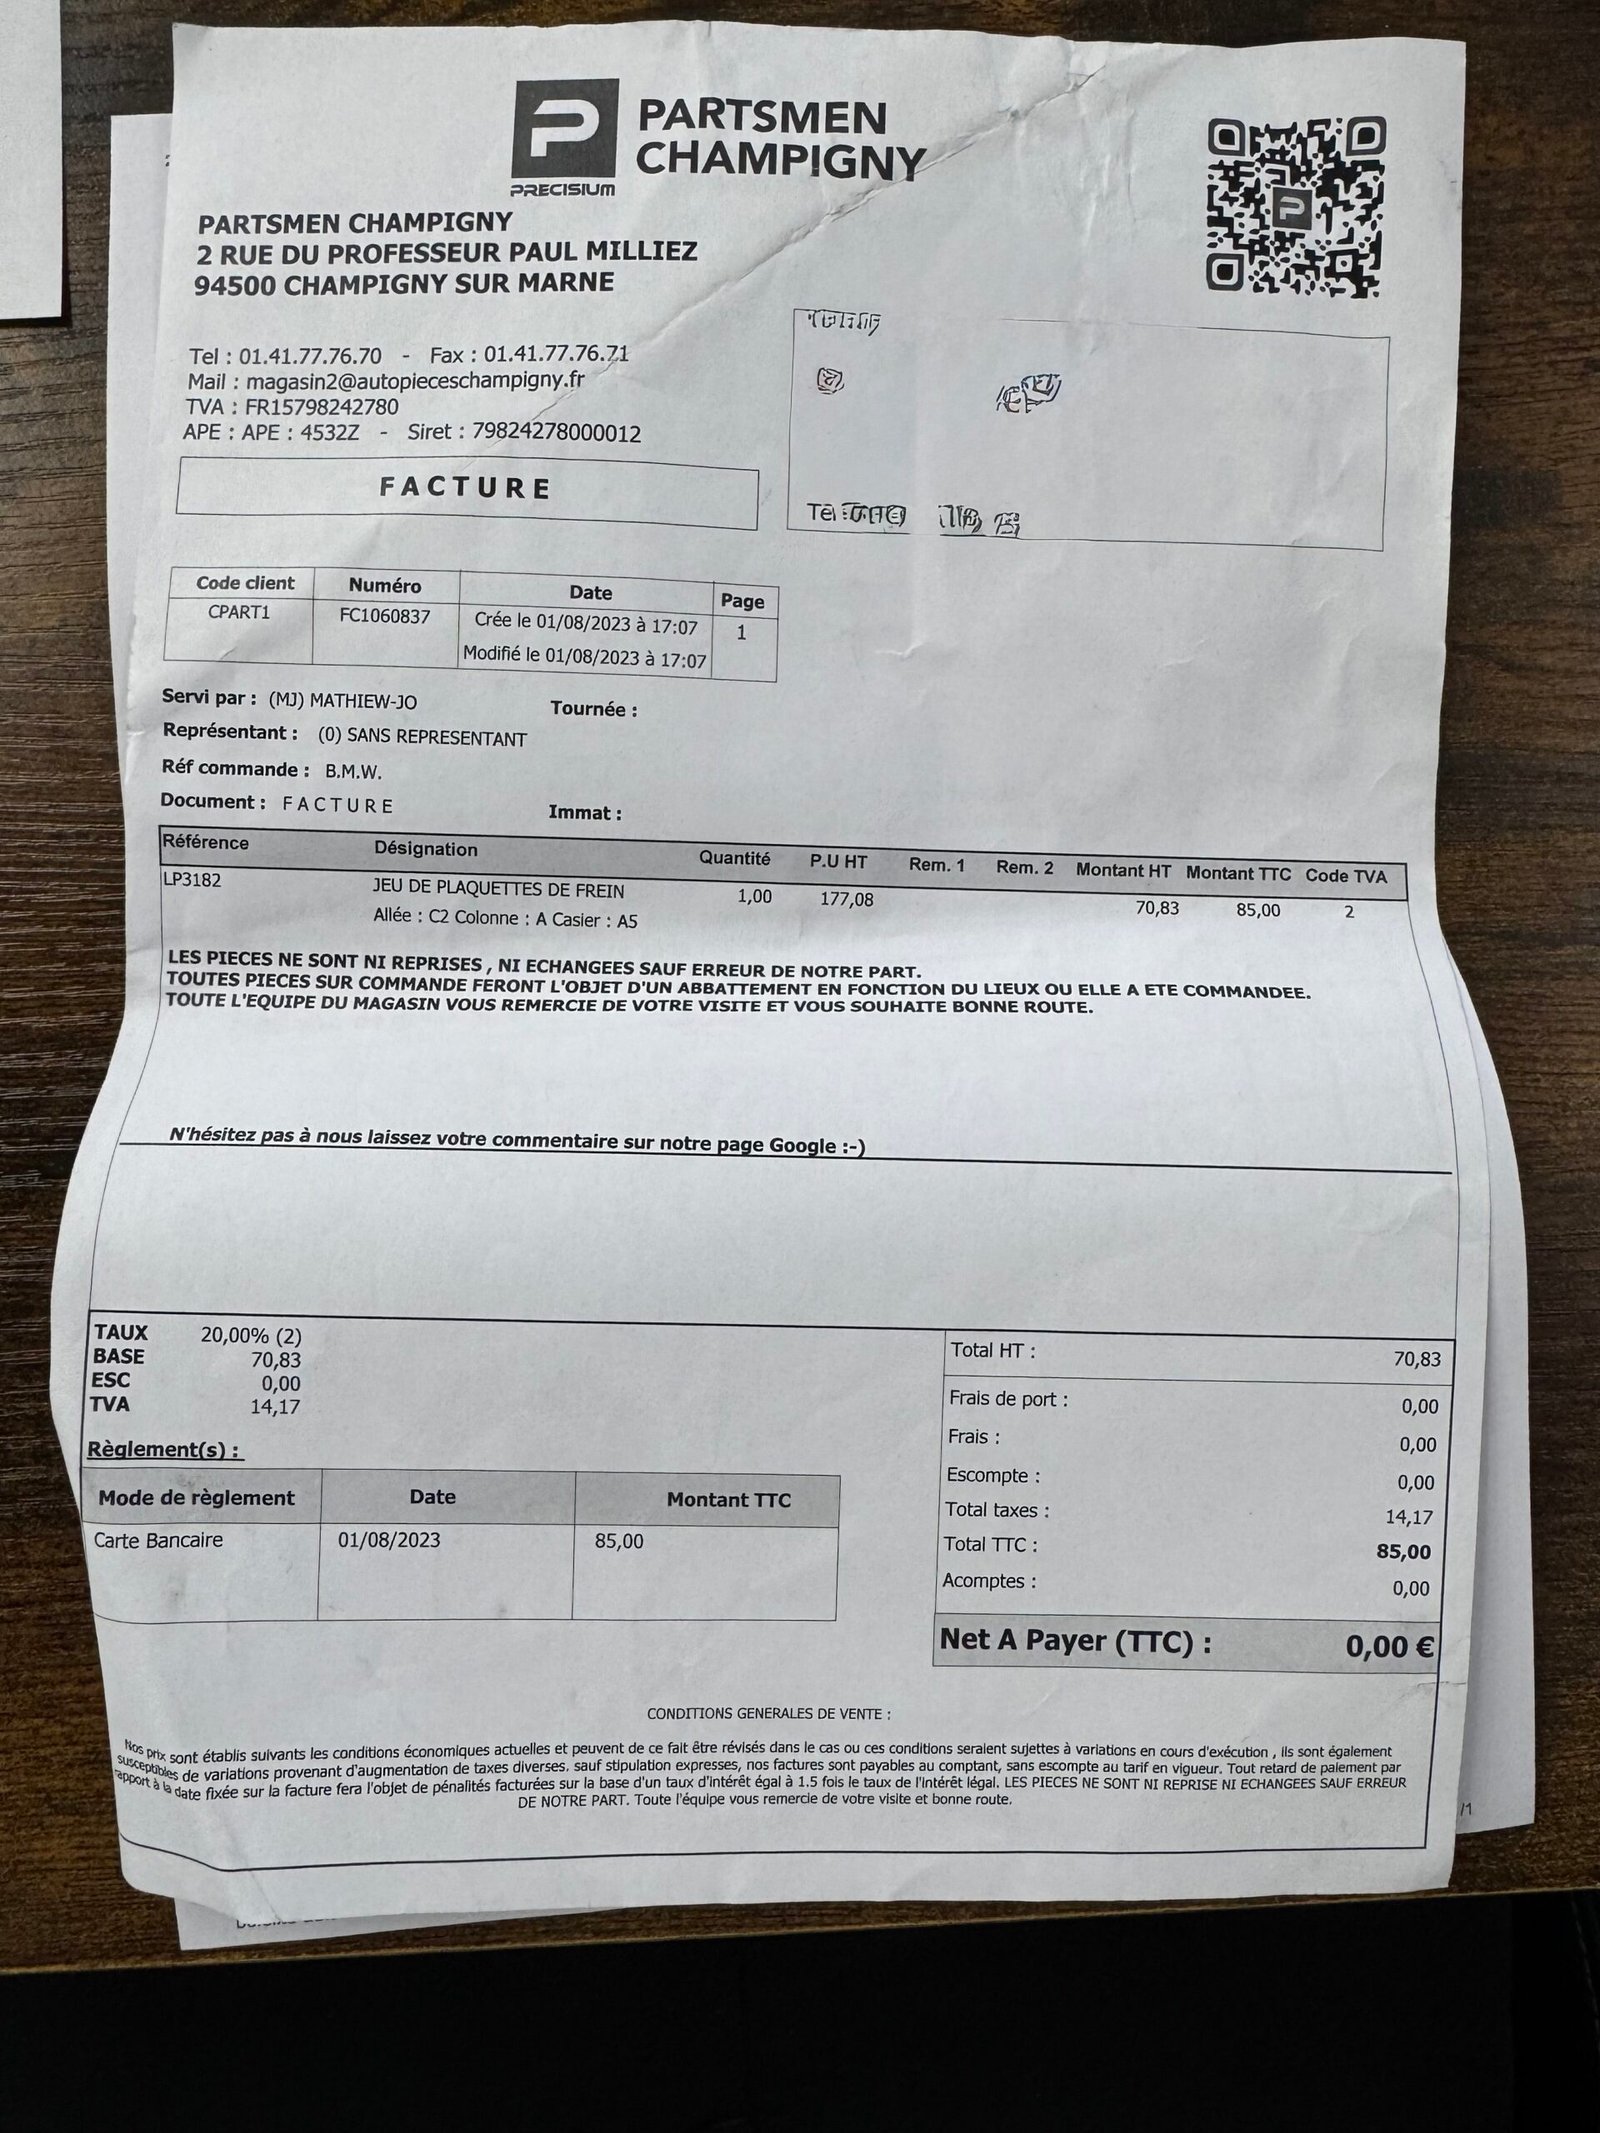 PARTSMEN
CHAMPIGNY
PRECISIUM
PARTSMEN CHAMPIGNY
2 RUE DU PROFESSEUR PAUL MILLIEZ
94500 CHAMPIGNY SUR MARNE
Tel : 01.41.77.76.70 - Fax : 01.41.77.76.71
Mail : magasin2@autopieceschampigny.fr
TVA : FR15798242780
APE : APE : 4532Z - Siret : 79824278000012
Tél
FACTURE
Code client Numéro Date Page
CPART1 FC1060837 Crée le 01/08/2023 à 17:07 1
Modifié le 01/08/2023 à 17:07
Servi par : (MJ) MATHIEW-JO Tournée :
Représentant : (0) SANS REPRESENTANT
Réf commande : B.M.W.
Document : FACTURE Immat :
Référence Désignation Quantité P.U HT Rem. 1 Rem. 2 Montant HT Montant TTC Code TVA
LP3182 JEU DE PLAQUETTES DE FREIN 1,00 177,08 70,83 85,00 2
Allée : C2 Colonne : A Casier : A5
LES PIECES NE SONT NI REPRISES , NI ECHANGEES SAUF ERREUR DE NOTRE PART.
TOUTES PIECES SUR COMMANDE FERONT L'OBJET D'UN ABBATTEMENT EN FONCTION DU LIEUX OU ELLE A ETE COMMANDEE.
TOUTE L'EQUIPE DU MAGASIN VOUS REMERCIE DE VOTRE VISITE ET VOUS SOUHAITE BONNE ROUTE.
N'hésitez pas à nous laissez votre commentaire sur notre page Google :-)
TAUX 20,00% (2)
BASE 70,83
ESC 0,00
TVA 14,17
Règlement(s) :
Mode de règlement Date Montant TTC
Carte Bancaire 01/08/2023 85,00
Total HT : 70,83
Frais de port : 0,00
Frais : 0,00
Escompte : 0,00
Total taxes : 14,17
Total TTC : 85,00
Acomptes : 0,00
Net A Payer (TTC) : 0,00 €
CONDITIONS GENERALES DE VENTE :
Nos prix sont établis suivants les conditions économiques actuelles et peuvent de ce fait être révisés dans le cas ou ces conditions seraient sujettes à variations en cours d'exécution , ils sont également
susceptibles de variations provenant d'augmentation de taxes diverses. sauf stipulation expresses, nos factures sont payables au comptant, sans escompte au tarif en vigueur. Tout retard de paiement par
rapport à la date fixée sur la facture fera l'objet de pénalités facturées sur la base d'un taux d'intérêt égal à 1.5 fois le taux de l'intérêt légal. LES PIECES NE SONT NI REPRISE NI ECHANGEES SAUF ERREUR
DE NOTRE PART. Toute l'équipe vous remercie de votre visite et bonne route.
/1